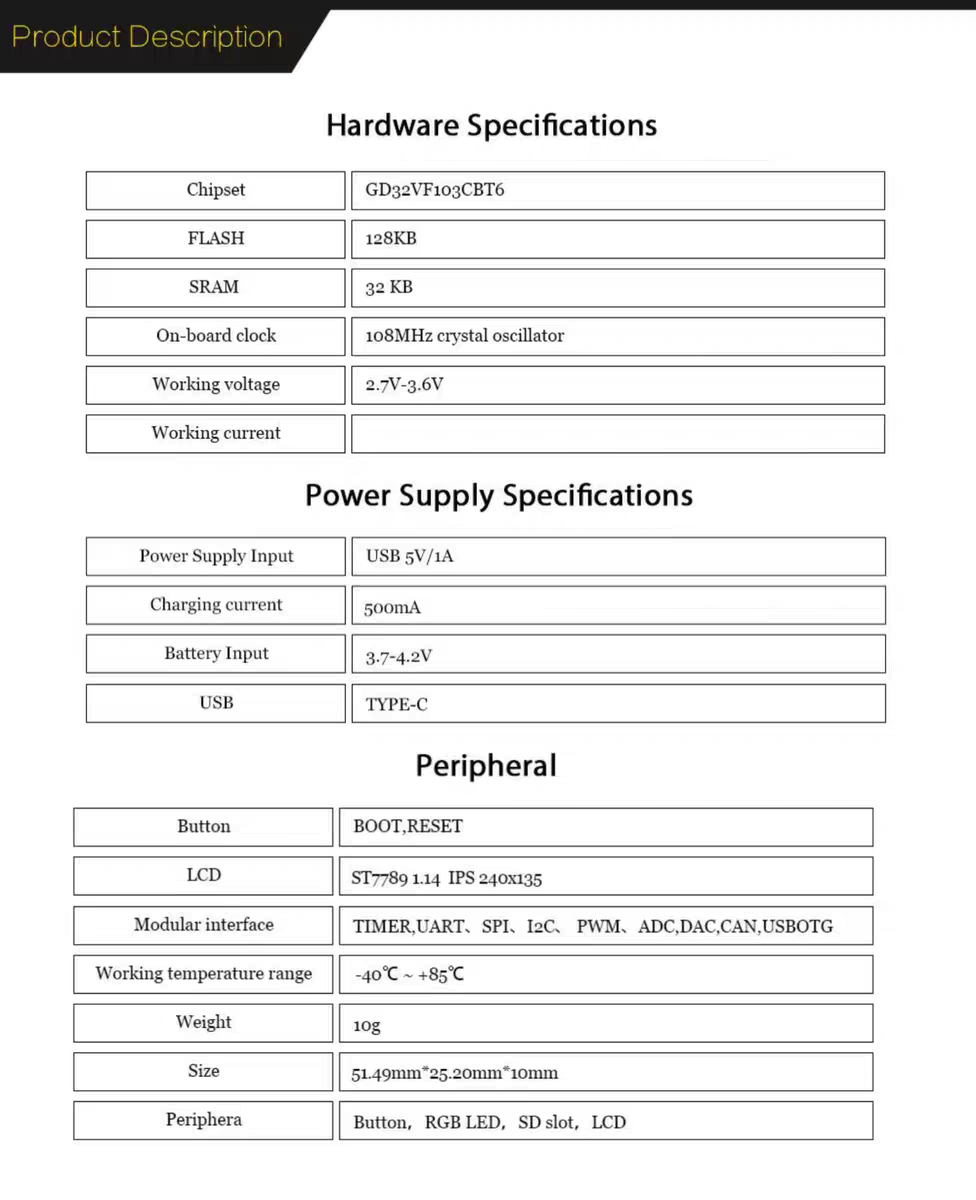 Product Description
Hardware Specifications
Chipset GD32VF103CBT6
FLASH 128KB
SRAM 32 KB
On-board clock 108MHz crystal oscillator
Working voltage 2.7V-3.6V
Working current
Power Supply Specifications
Power Supply Input USB 5V/1A
Charging current 500mA
Battery Input 3.7-4.2V
USB TYPE-C
Peripheral
Button BOOT,RESET
LCD ST7789 1.14 IPS 240x135
Modular interface TIMER,UART、SPI、I2C、 PWM、ADC,DAC,CAN,USBOTG
Working temperature range -40℃ ~ +85℃
Weight 10g
Size 51.49mm*25.20mm*10mm
Periphera Button，RGB LED，SD slot，LCD